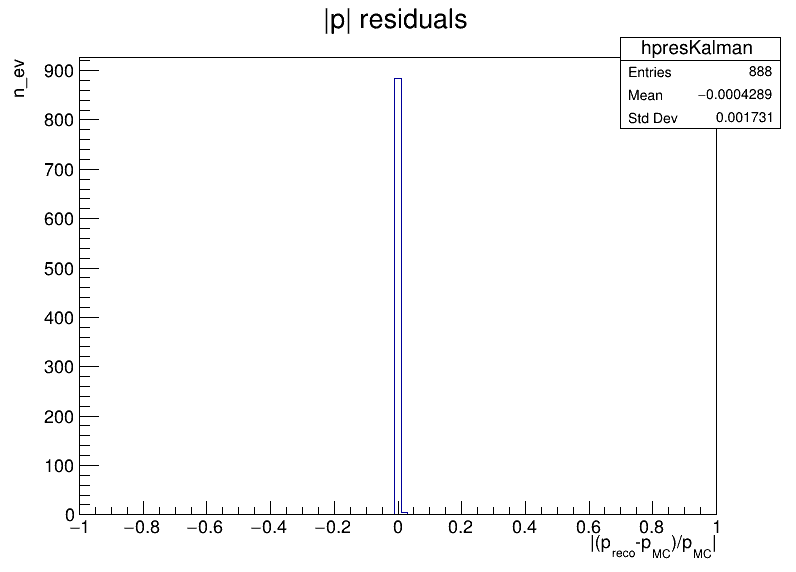 |p| residuals
hpresKalman
Entries 888
Mean −0.0004289
Std Dev 0.001731
n_ev
900
800
700
600
500
400
300
200
100
0
−1 −0.8 −0.6 −0.4 −0.2 0 0.2 0.4 0.6 0.8 1
|(p_reco-p_MC)/p_MC|